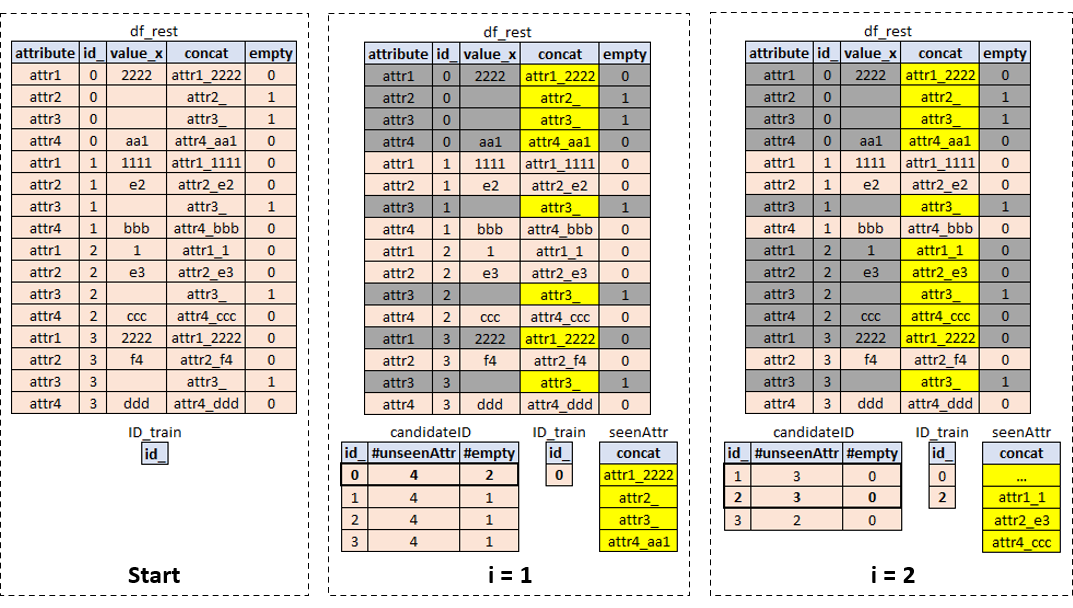 df_rest
attribute id_ value_x concat empty
attr1 0 2222 attr1_2222 0
attr2 0 attr2_ 1
attr3 0 attr3_ 1
attr4 0 aa1 attr4_aa1 0
attr1 1 1111 attr1_1111 0
attr2 1 e2 attr2_e2 0
attr3 1 attr3_ 1
attr4 1 bbb attr4_bbb 0
attr1 2 1 attr1_1 0
attr2 2 e3 attr2_e3 0
attr3 2 attr3_ 1
attr4 2 ccc attr4_ccc 0
attr1 3 2222 attr1_2222 0
attr2 3 f4 attr2_f4 0
attr3 3 attr3_ 1
attr4 3 ddd attr4_ddd 0
ID_train
id_
Start
df_rest
attribute id_ value_x concat empty
attr1 0 2222 attr1_2222 0
attr2 0 attr2_ 1
attr3 0 attr3_ 1
attr4 0 aa1 attr4_aa1 0
attr1 1 1111 attr1_1111 0
attr2 1 e2 attr2_e2 0
attr3 1 attr3_ 1
attr4 1 bbb attr4_bbb 0
attr1 2 1 attr1_1 0
attr2 2 e3 attr2_e3 0
attr3 2 attr3_ 1
attr4 2 ccc attr4_ccc 0
attr1 3 2222 attr1_2222 0
attr2 3 f4 attr2_f4 0
attr3 3 attr3_ 1
attr4 3 ddd attr4_ddd 0
candidateID
id_ #unseenAttr #empty
0 4 2
1 4 1
2 4 1
3 4 1
ID_train
id_
0
seenAttr
concat
attr1_2222
attr2_
attr3_
attr4_aa1
i = 1
df_rest
attribute id_ value_x concat empty
attr1 0 2222 attr1_2222 0
attr2 0 attr2_ 1
attr3 0 attr3_ 1
attr4 0 aa1 attr4_aa1 0
attr1 1 1111 attr1_1111 0
attr2 1 e2 attr2_e2 0
attr3 1 attr3_ 1
attr4 1 bbb attr4_bbb 0
attr1 2 1 attr1_1 0
attr2 2 e3 attr2_e3 0
attr3 2 attr3_ 1
attr4 2 ccc attr4_ccc 0
attr1 3 2222 attr1_2222 0
attr2 3 f4 attr2_f4 0
attr3 3 attr3_ 1
attr4 3 ddd attr4_ddd 0
candidateID
id_ #unseenAttr #empty
1 3 0
2 3 0
3 2 0
ID_train
id_
0
2
seenAttr
concat
...
attr1_1
attr2_e3
attr4_ccc
i = 2